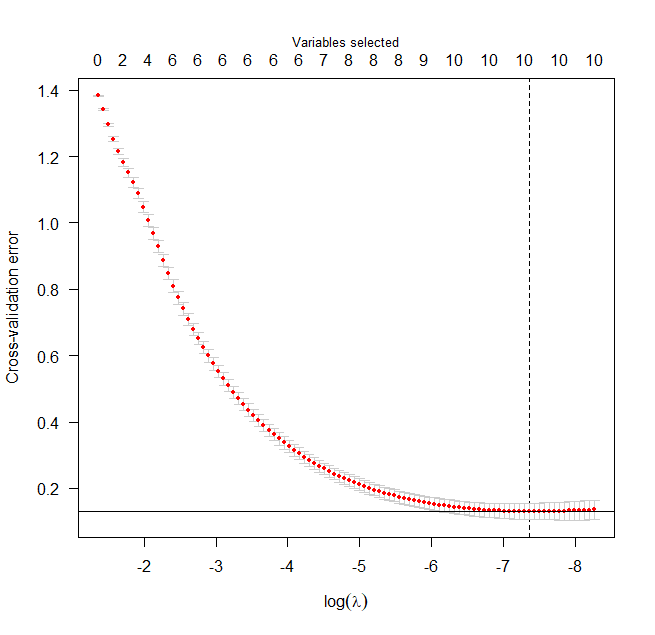 Variables selected
0 2 4 6 6 6 6 6 6 7 8 8 8 9 10 10 10 10 10
1.4
1.2
1.0
0.8
0.6
0.4
0.2
Cross-validation error
-2 -3 -4 -5 -6 -7 -8
log(λ)